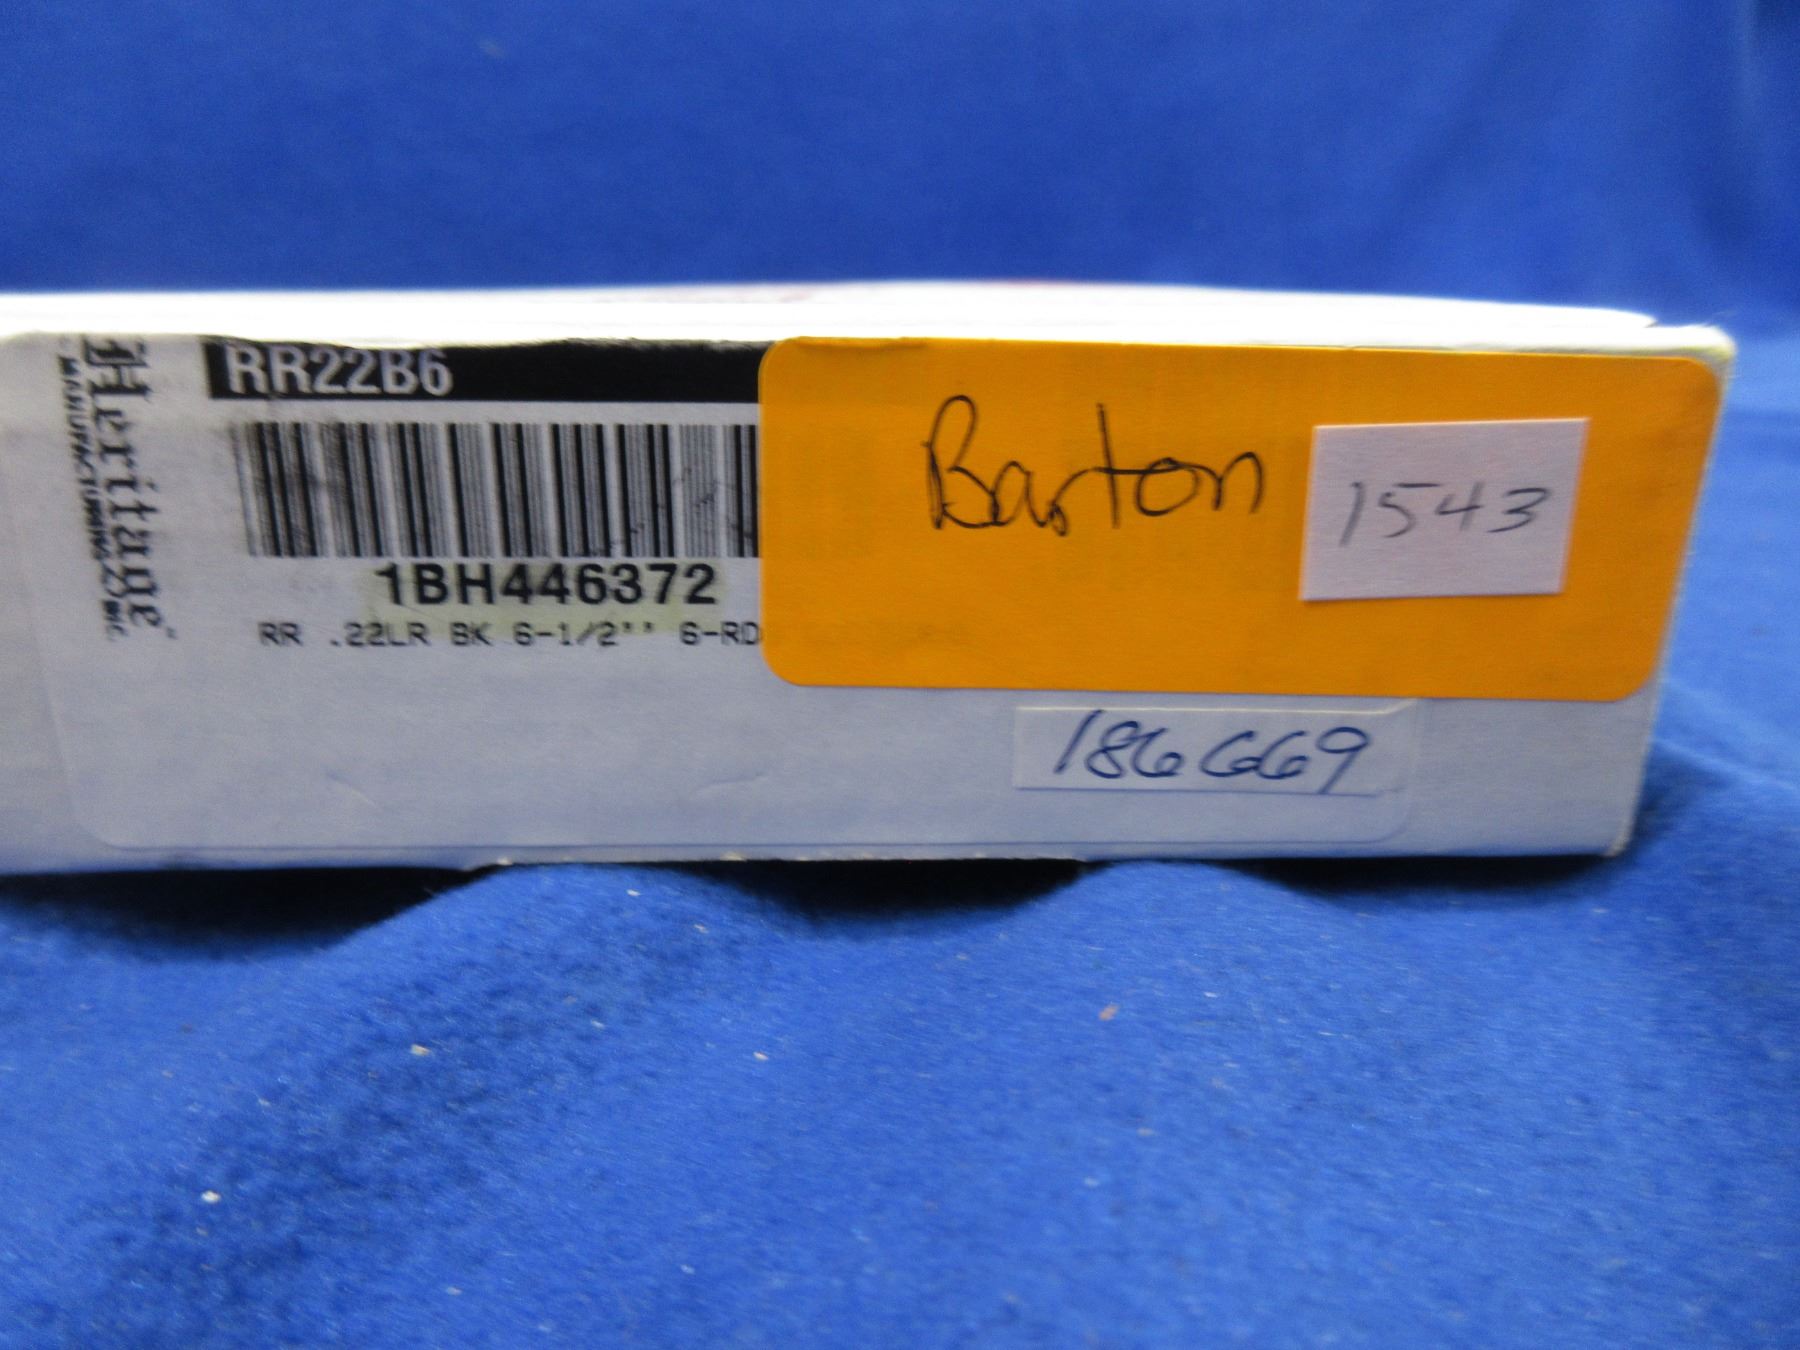 Heritage
MANUFACTURING, INC.
RR22B6
1BH446372
RR .22LR BK 6-1/2'' 6-RD
Barton
1543
186669